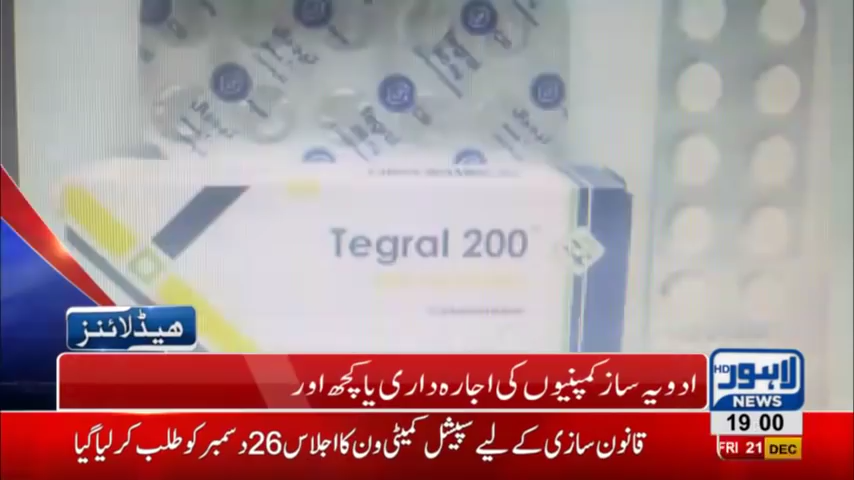 Tegral 200
ہیڈلائنز
ادویہ ساز کمپنیوں کی اجارہ داری یا کچھ اور
HD لاہور
NEWS
قانون سازی کے لیے سپیشل کمیٹی ون کا اجلاس 26 دسمبر کو طلب کر لیا گیا
19 00
FRI 21 DEC